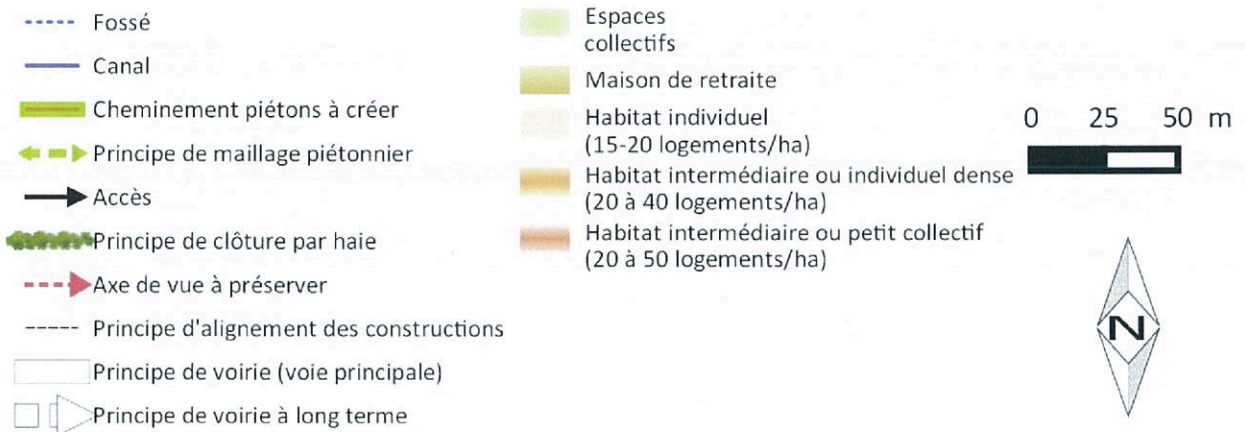 Fossé
Canal
Cheminement piétons à créer
Principe de maillage piétonnier
Accès
Principe de clôture par haie
Axe de vue à préserver
Principe d'alignement des constructions
Principe de voirie (voie principale)
Principe de voirie à long terme
Espaces
collectifs
Maison de retraite
Habitat individuel
(15-20 logements/ha)
Habitat intermédiaire ou individuel dense
(20 à 40 logements/ha)
Habitat intermédiaire ou petit collectif
(20 à 50 logements/ha)
0 25 50 m
N